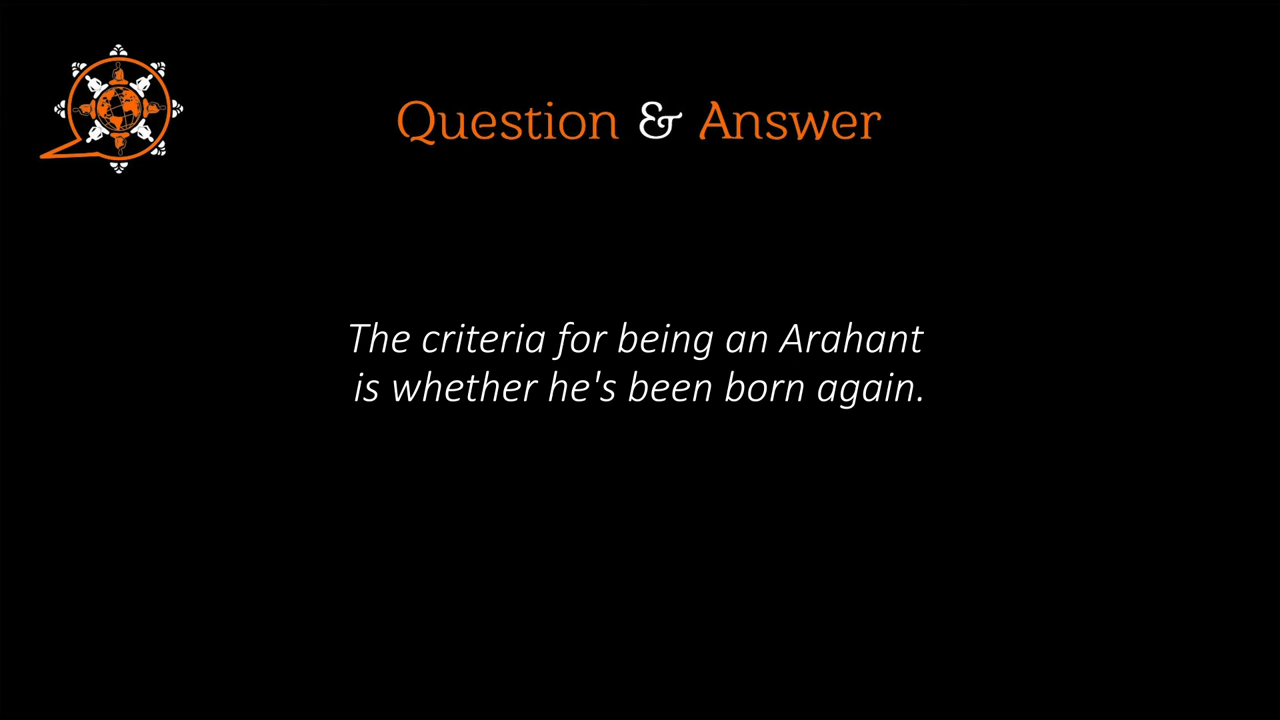 Question & Answer
The criteria for being an Arahant
is whether he's been born again.